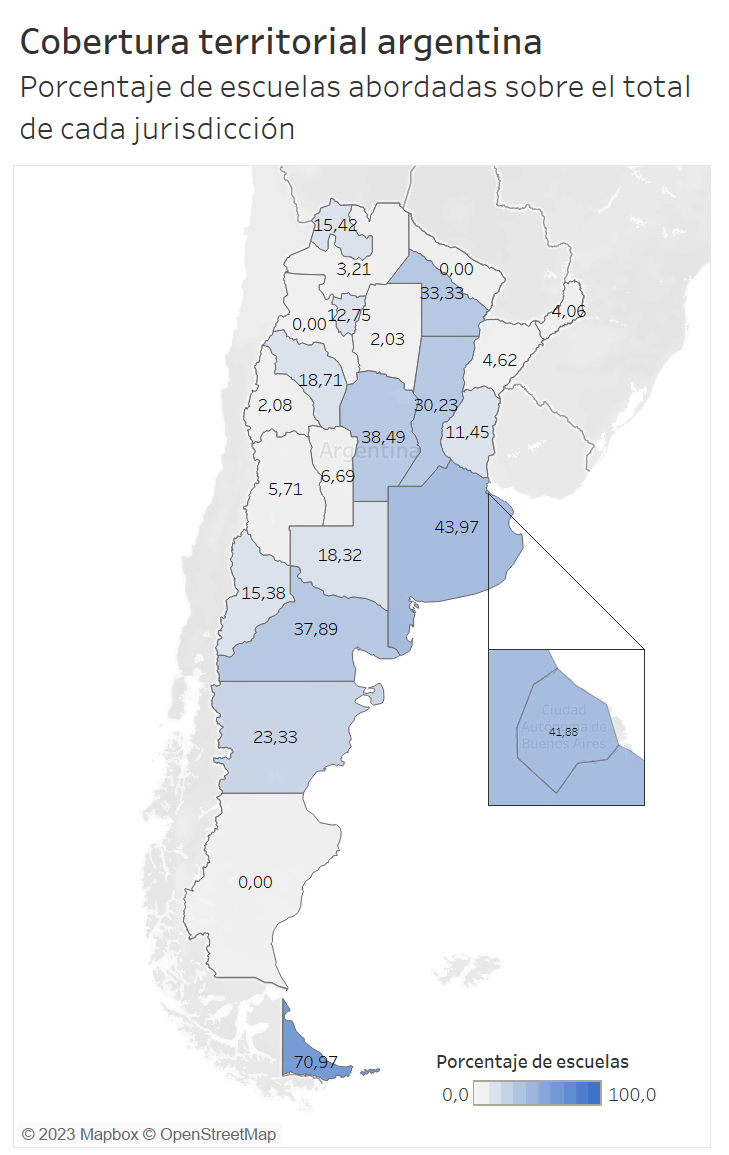 Cobertura territorial argentina
Porcentaje de escuelas abordadas sobre el total
de cada jurisdicción
15,42
3,21
0,00
33,33
0,00
12,75
4,06
2,03
4,62
18,71
2,08
30,23
38,49
11,45
Argentina
6,69
5,71
43,97
18,32
15,38
37,89
Ciudad
Autónoma de
41,88
Buenos Aires
23,33
0,00
70,97
Porcentaje de escuelas
0,0 100,0
© 2023 Mapbox © OpenStreetMap